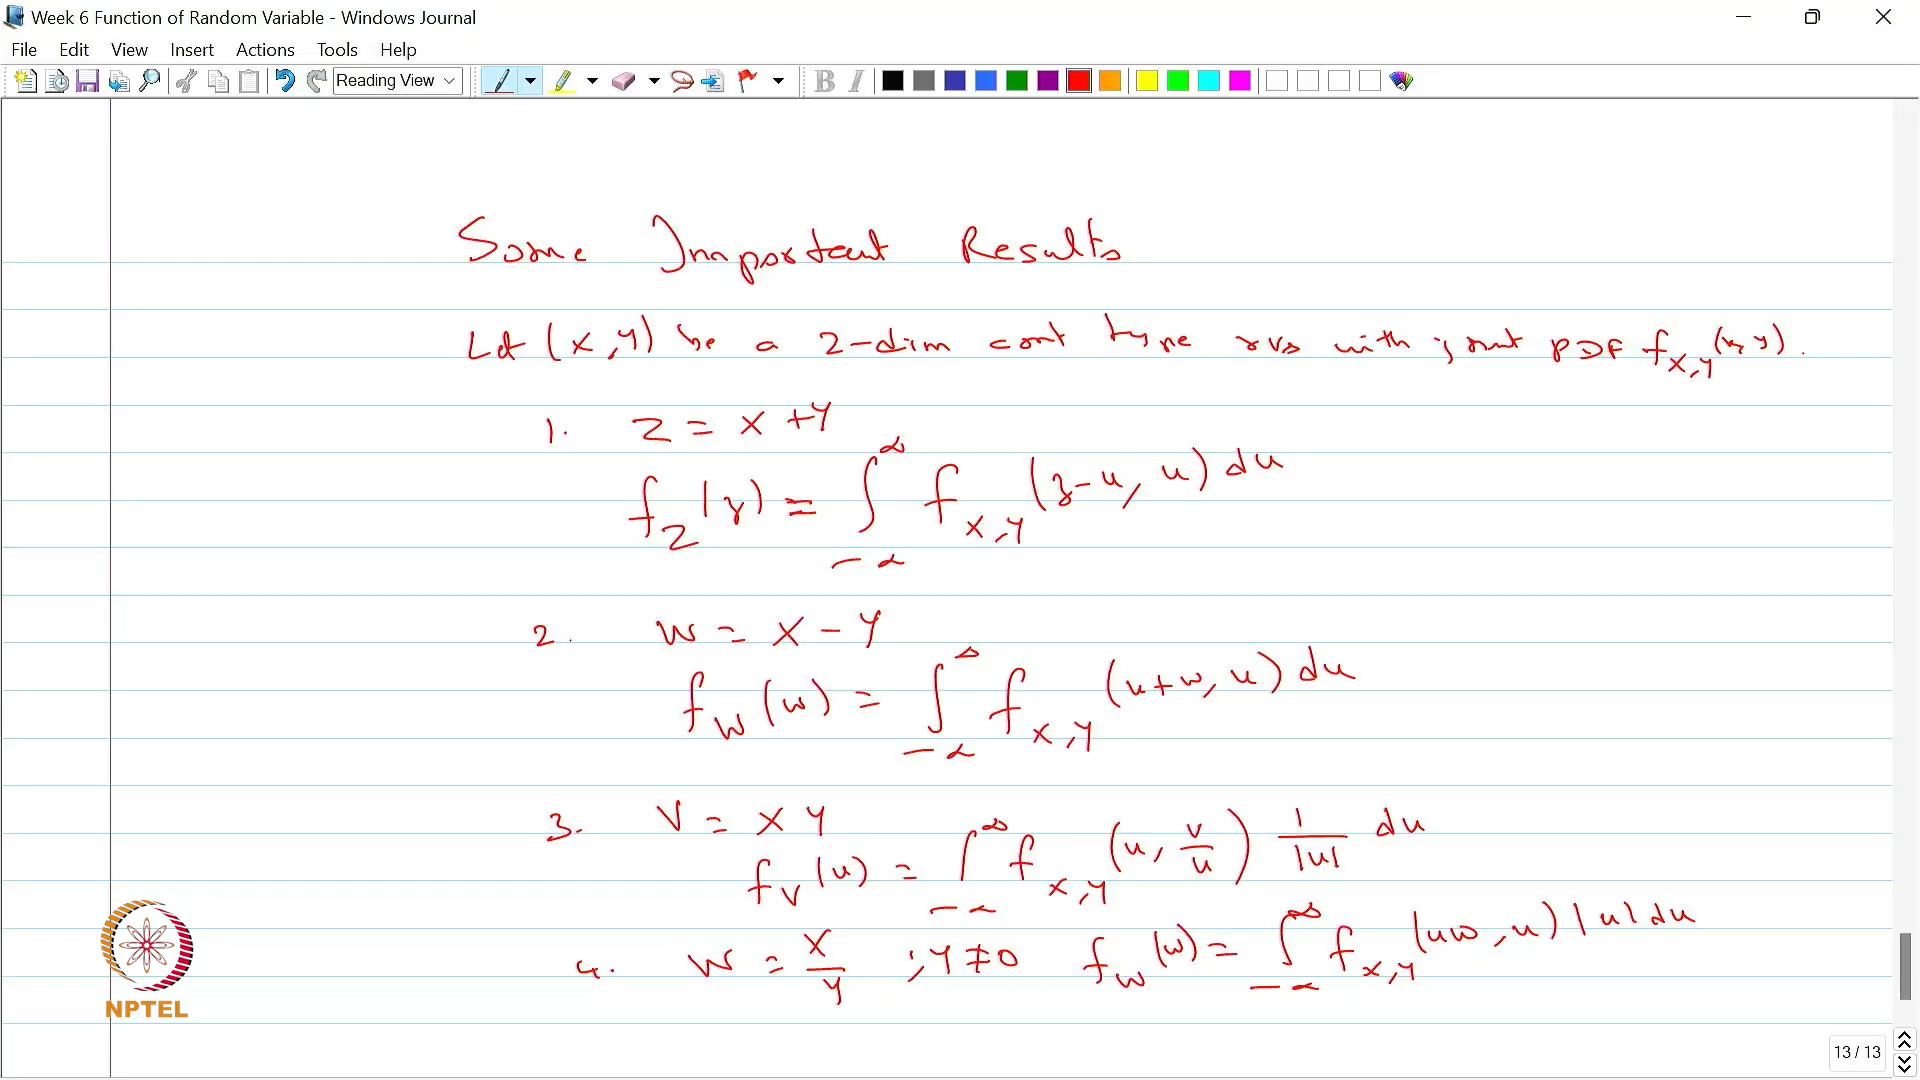 Week 6 Function of Random Variable - Windows Journal
File Edit View Insert Actions Tools Help
Reading View
Some Important Results
Let (X,Y) be a 2-dim cont type rvs with joint PDF f_{X,Y}(x,y).
1. Z = X + Y
f_Z(z) = ∫_{-∞}^{∞} f_{X,Y}(z-u, u) du
2. W = X - Y
f_W(w) = ∫_{-∞}^{∞} f_{X,Y}(u+w, u) du
3. V = X Y
f_V(u) = ∫_{-∞}^{∞} f_{X,Y}(u, v/u) 1/|u| du
4. W = X/Y ; Y ≠ 0 f_W(w) = ∫_{-∞}^{∞} f_{X,Y}(uw, u) |u| du
NPTEL
13 / 13